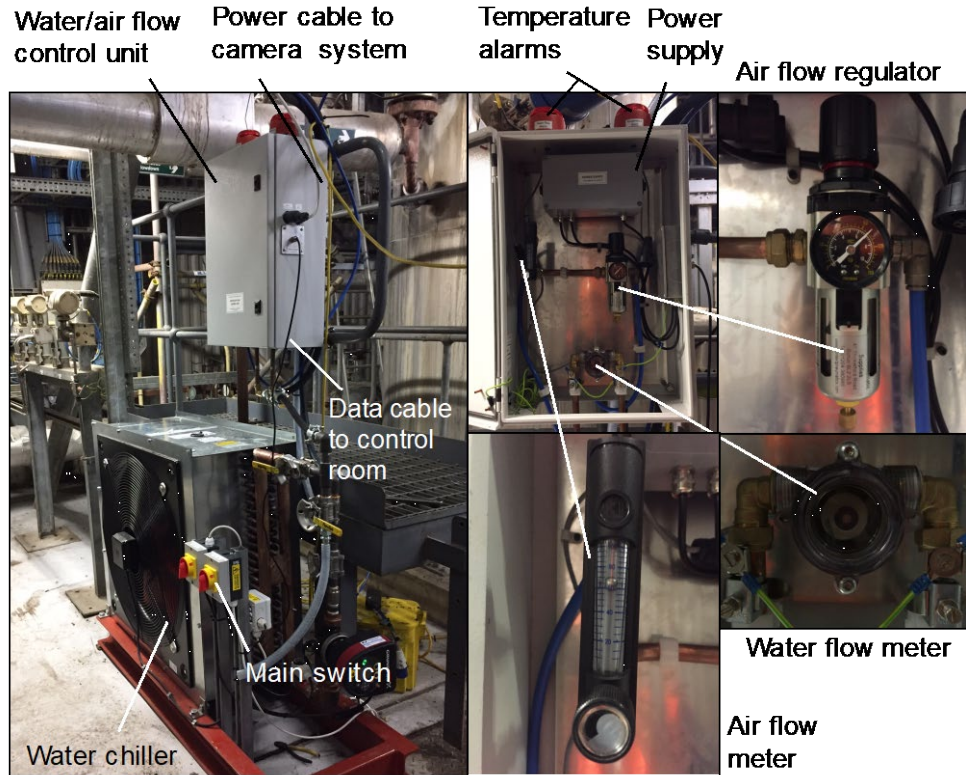 Water/air flow
control unit
Power cable to
camera system
Temperature
alarms
Power
supply
Air flow regulator
Data cable
to control
room
Main switch
Water chiller
Water flow meter
Air flow
meter